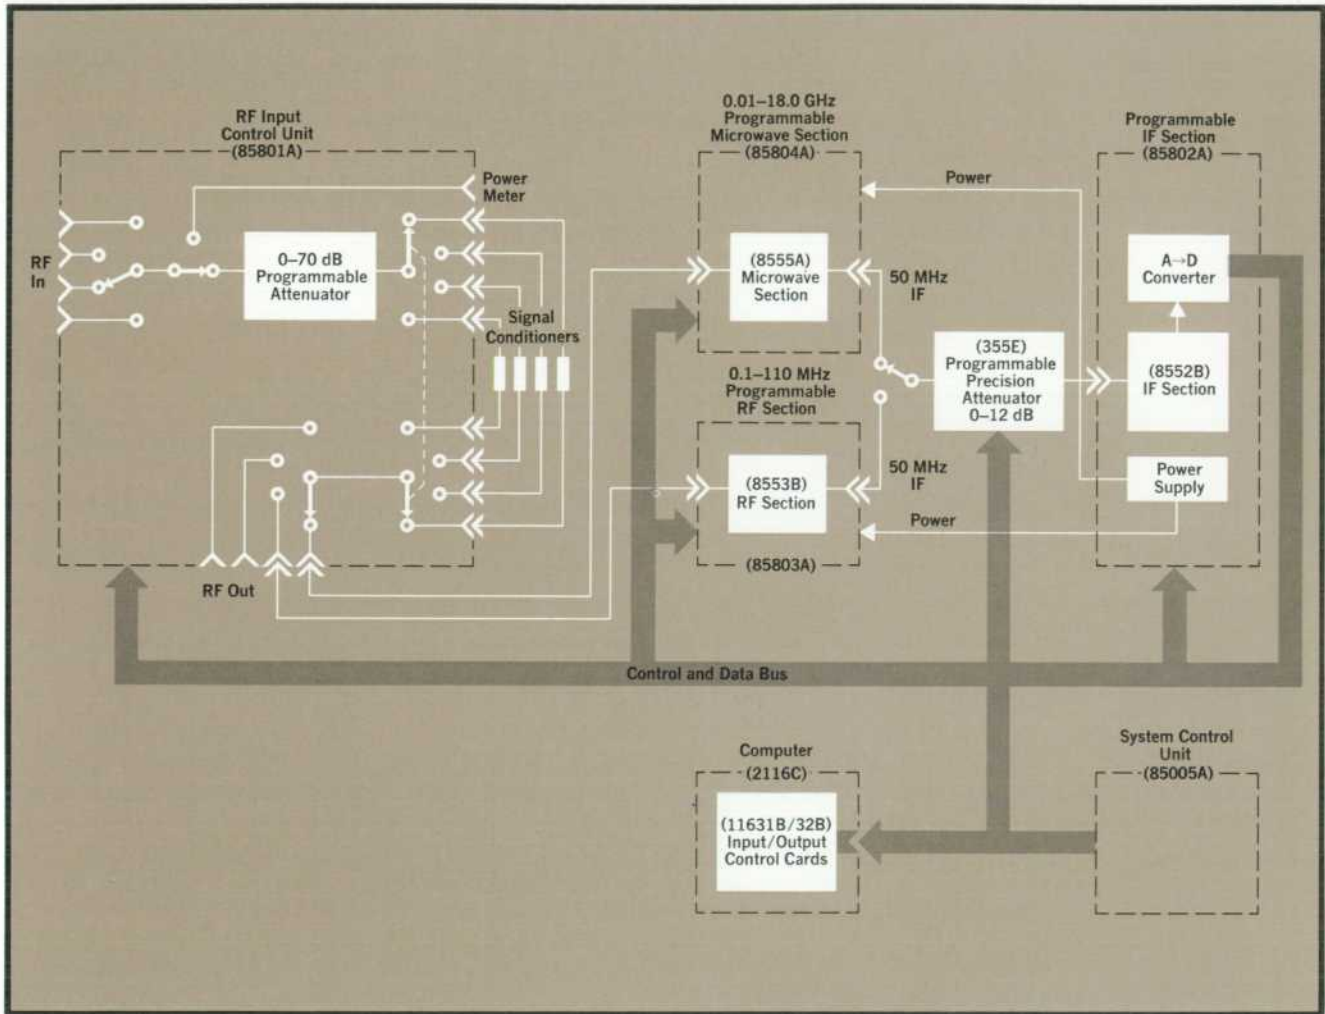 RF Input
Control Unit
(85801A)
Power
Meter
RF
In
0–70 dB
Programmable
Attenuator
Signal
Conditioners
RF Out
0.01–18.0 GHz
Programmable
Microwave Section
(85804A)
(8555A)
Microwave
Section
0.1–110 MHz
Programmable
RF Section
(8553B)
RF Section
(85803A)
Power
50 MHz
IF
(355E)
Programmable
Precision
Attenuator
0–12 dB
50 MHz
IF
Power
Programmable
IF Section
(85802A)
A→D
Converter
(8552B)
IF Section
Power
Supply
Control and Data Bus
Computer
(2116C)
(11631B/32B)
Input/Output
Control Cards
System Control
Unit
(85005A)